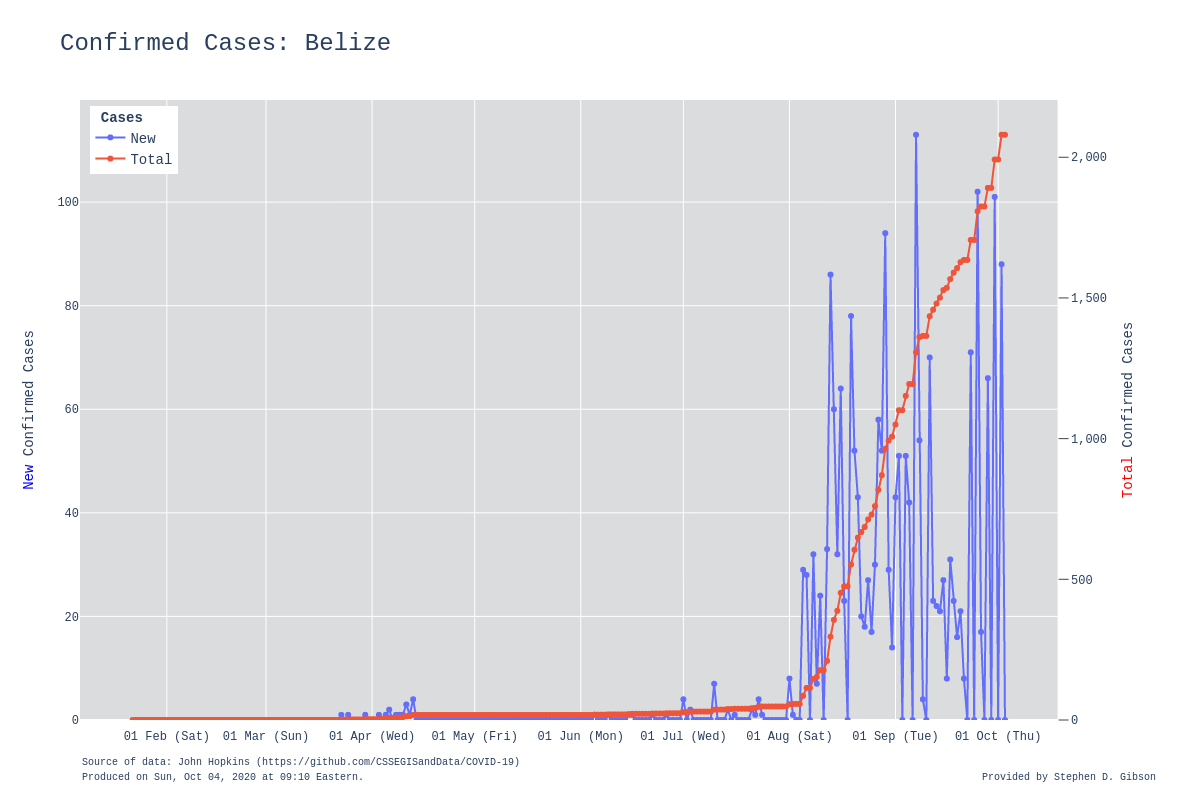 Confirmed Cases: Belize
Cases
New
Total
100
80
60
40
20
0
2,000
1,500
1,000
500
0
New Confirmed Cases
Total Confirmed Cases
01 Feb (Sat) 01 Mar (Sun) 01 Apr (Wed) 01 May (Fri) 01 Jun (Mon) 01 Jul (Wed) 01 Aug (Sat) 01 Sep (Tue) 01 Oct (Thu)
Source of data: John Hopkins (https://github.com/CSSEGISandData/COVID-19)
Produced on Sun, Oct 04, 2020 at 09:10 Eastern.
Provided by Stephen D. Gibson